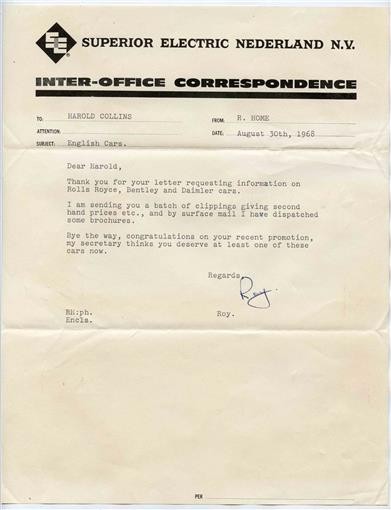 SE
SUPERIOR ELECTRIC NEDERLAND N.V.
INTER-OFFICE CORRESPONDENCE
TO: HAROLD COLLINS
FROM: R. HOME
ATTENTION:
DATE: August 30th, 1968
SUBJECT: English Cars.
Dear Harold,
Thank you for your letter requesting information on
Rolls Royce, Bentley and Daimler cars.
I am sending you a batch of clippings giving second
hand prices etc., and by surface mail I have dispatched
some brochures.
Bye the way, congratulations on your recent promotion,
my secretary thinks you deserve at least one of these
cars now.
Regards,
Roy.
RH:ph.
Roy.
Encls.
PER